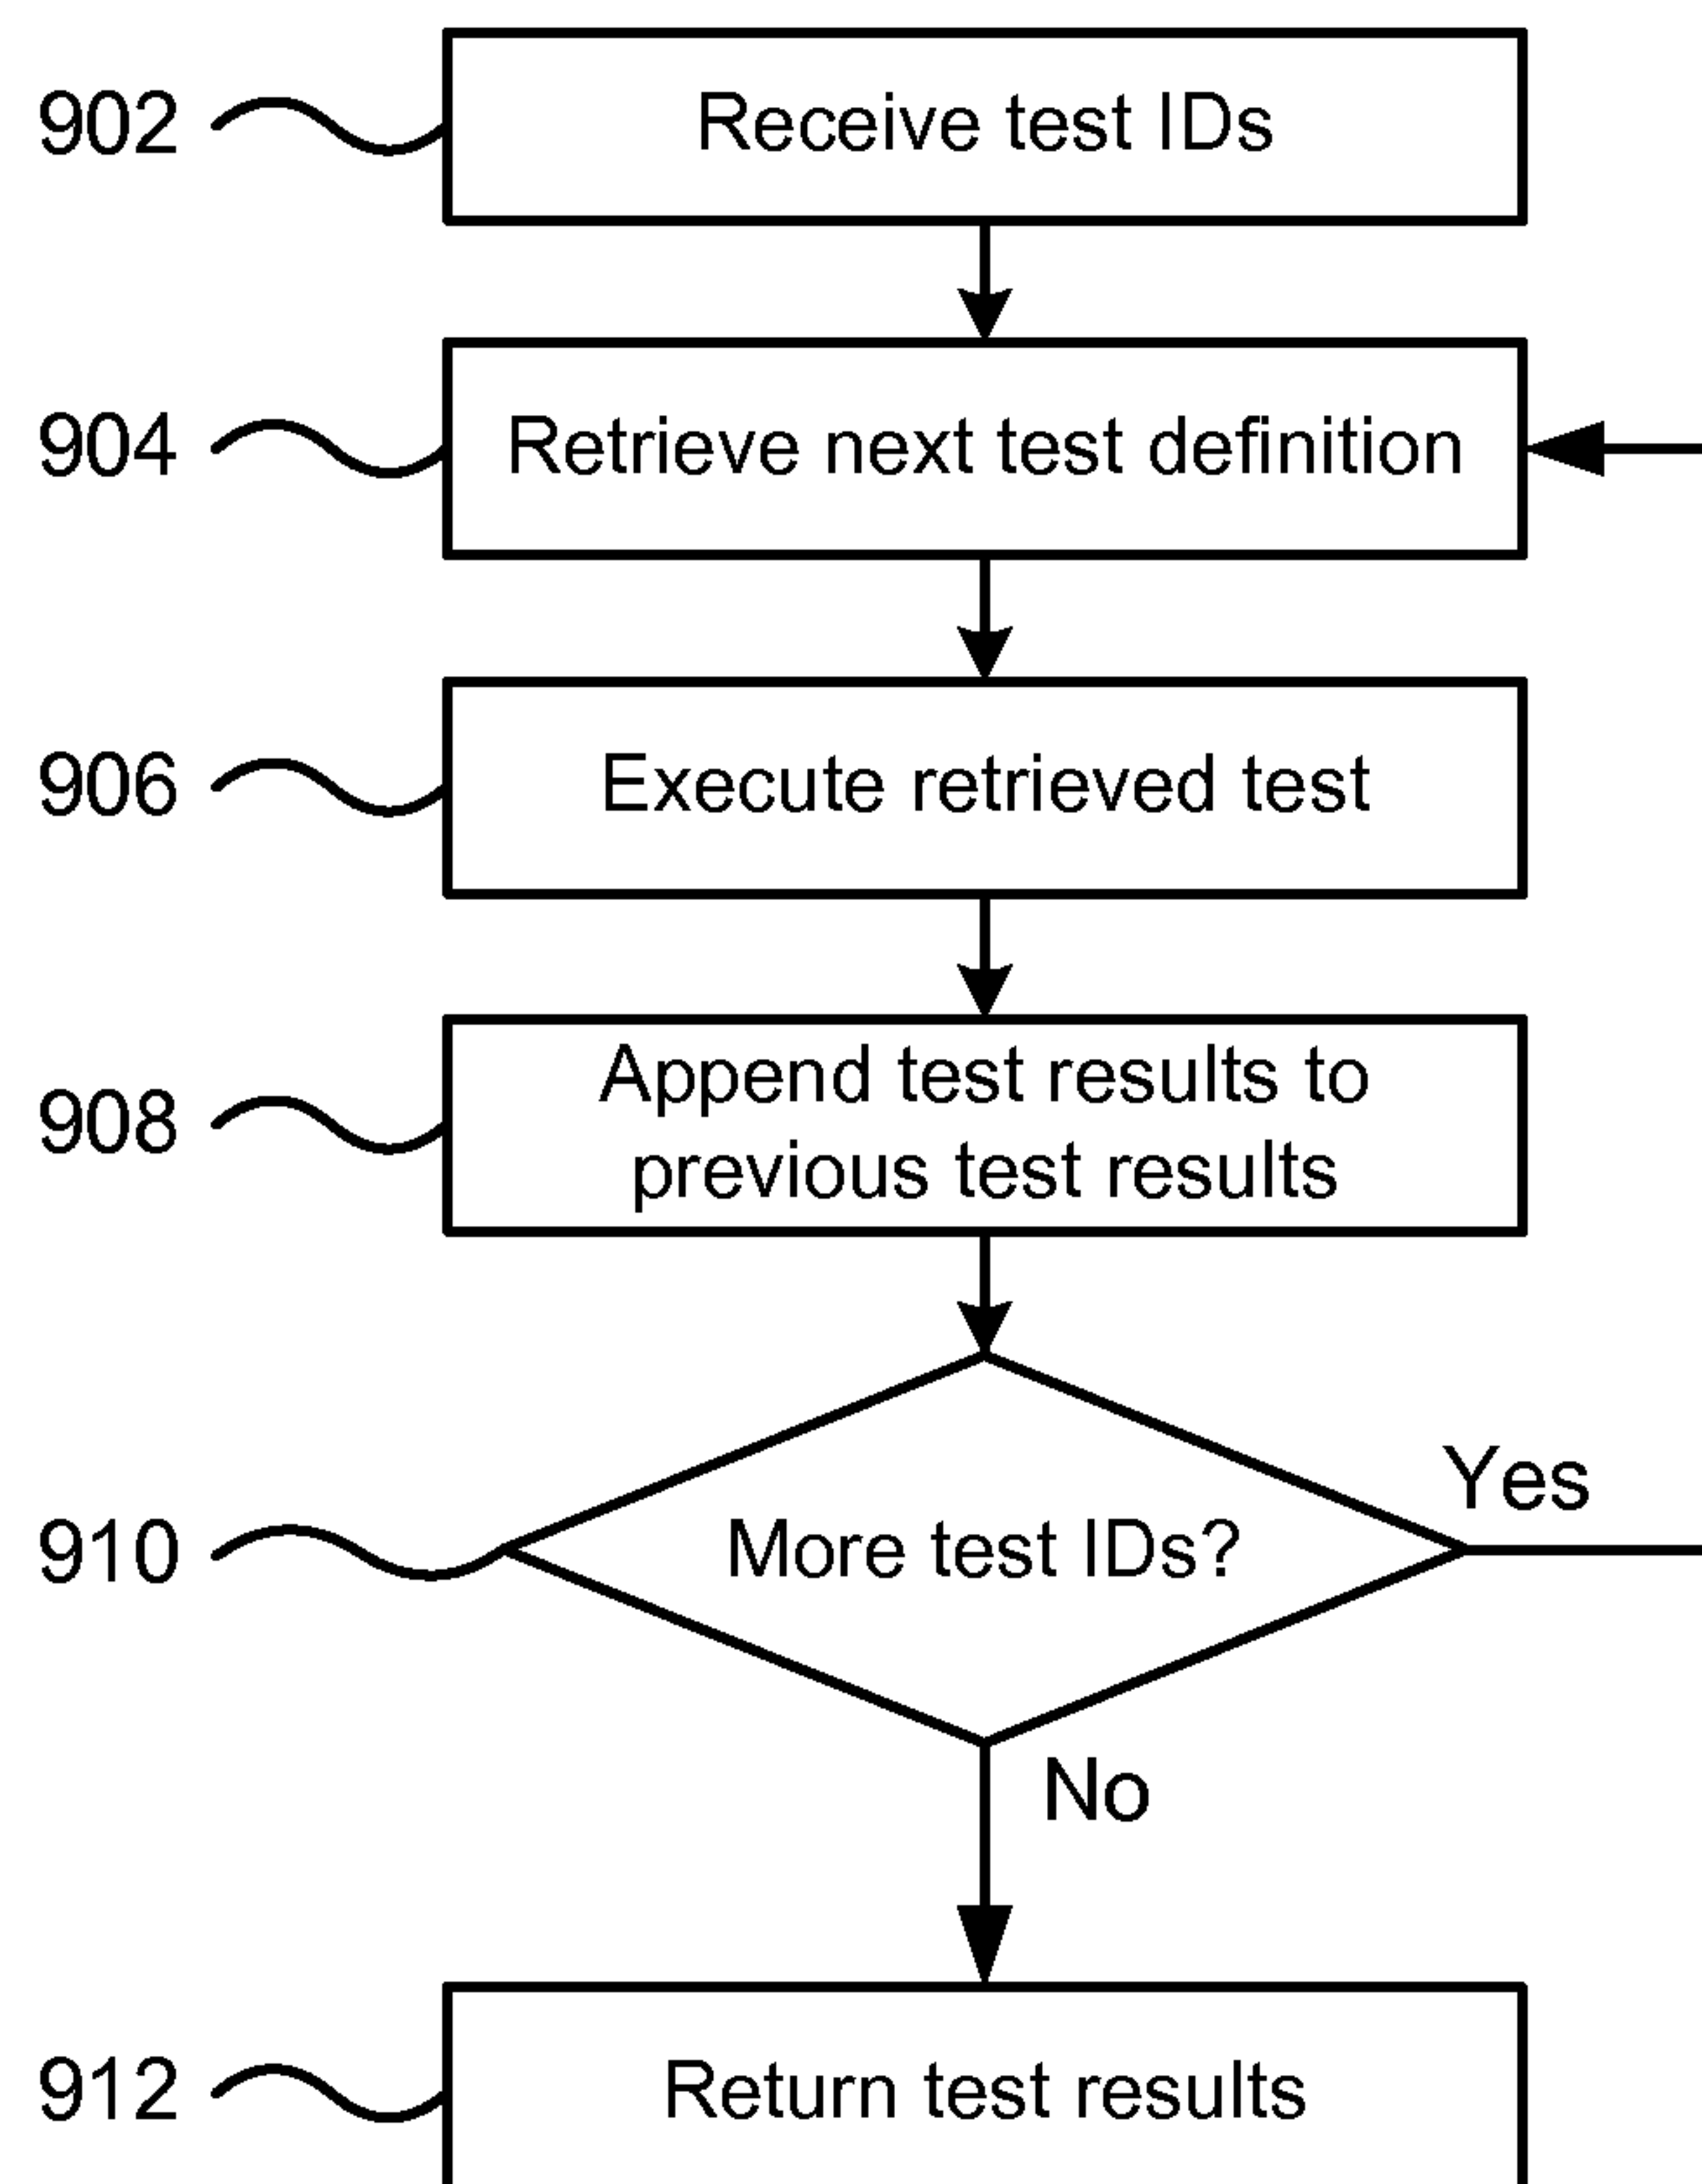 902
Receive test IDs
904
Retrieve next test definition
906
Execute retrieved test
908
Append test results to
previous test results
910
More test IDs?
Yes
No
912
Return test results